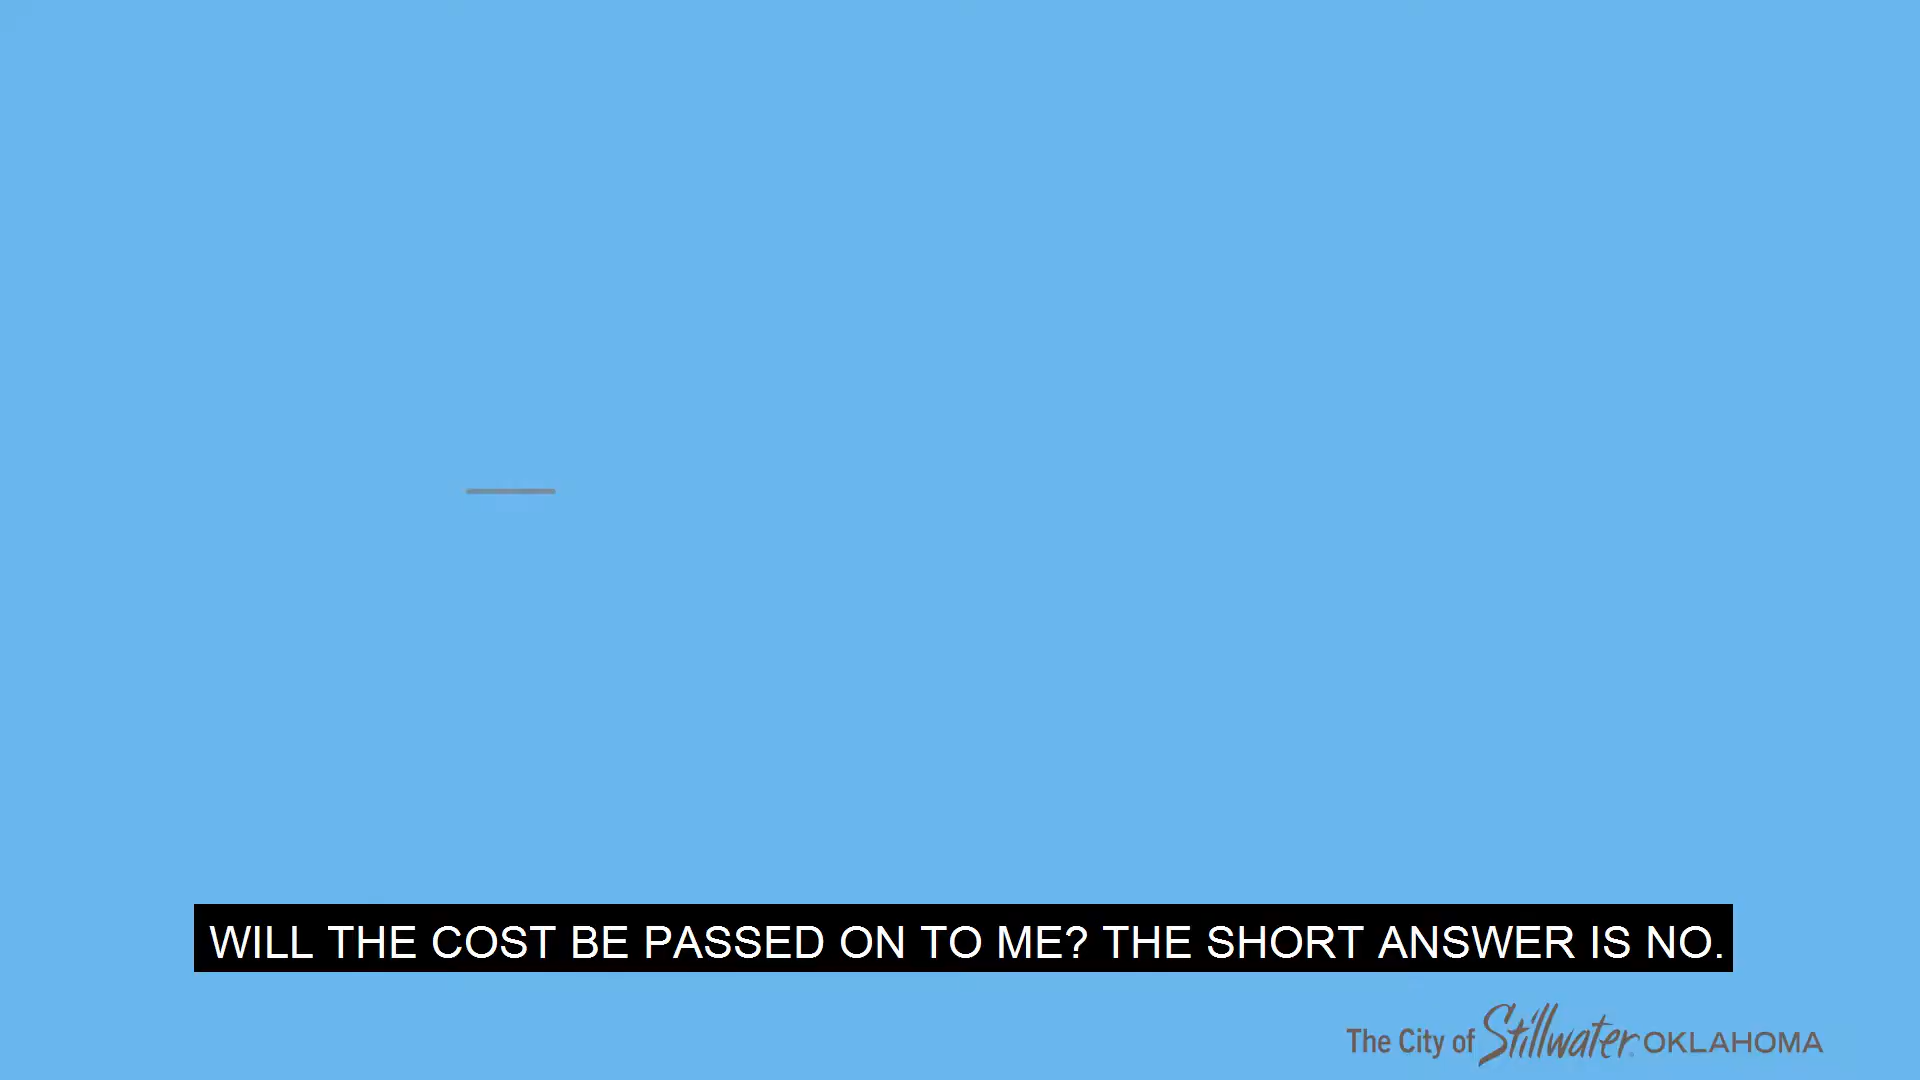 WILL THE COST BE PASSED ON TO ME? THE SHORT ANSWER IS NO.
The City of Stillwater OKLAHOMA